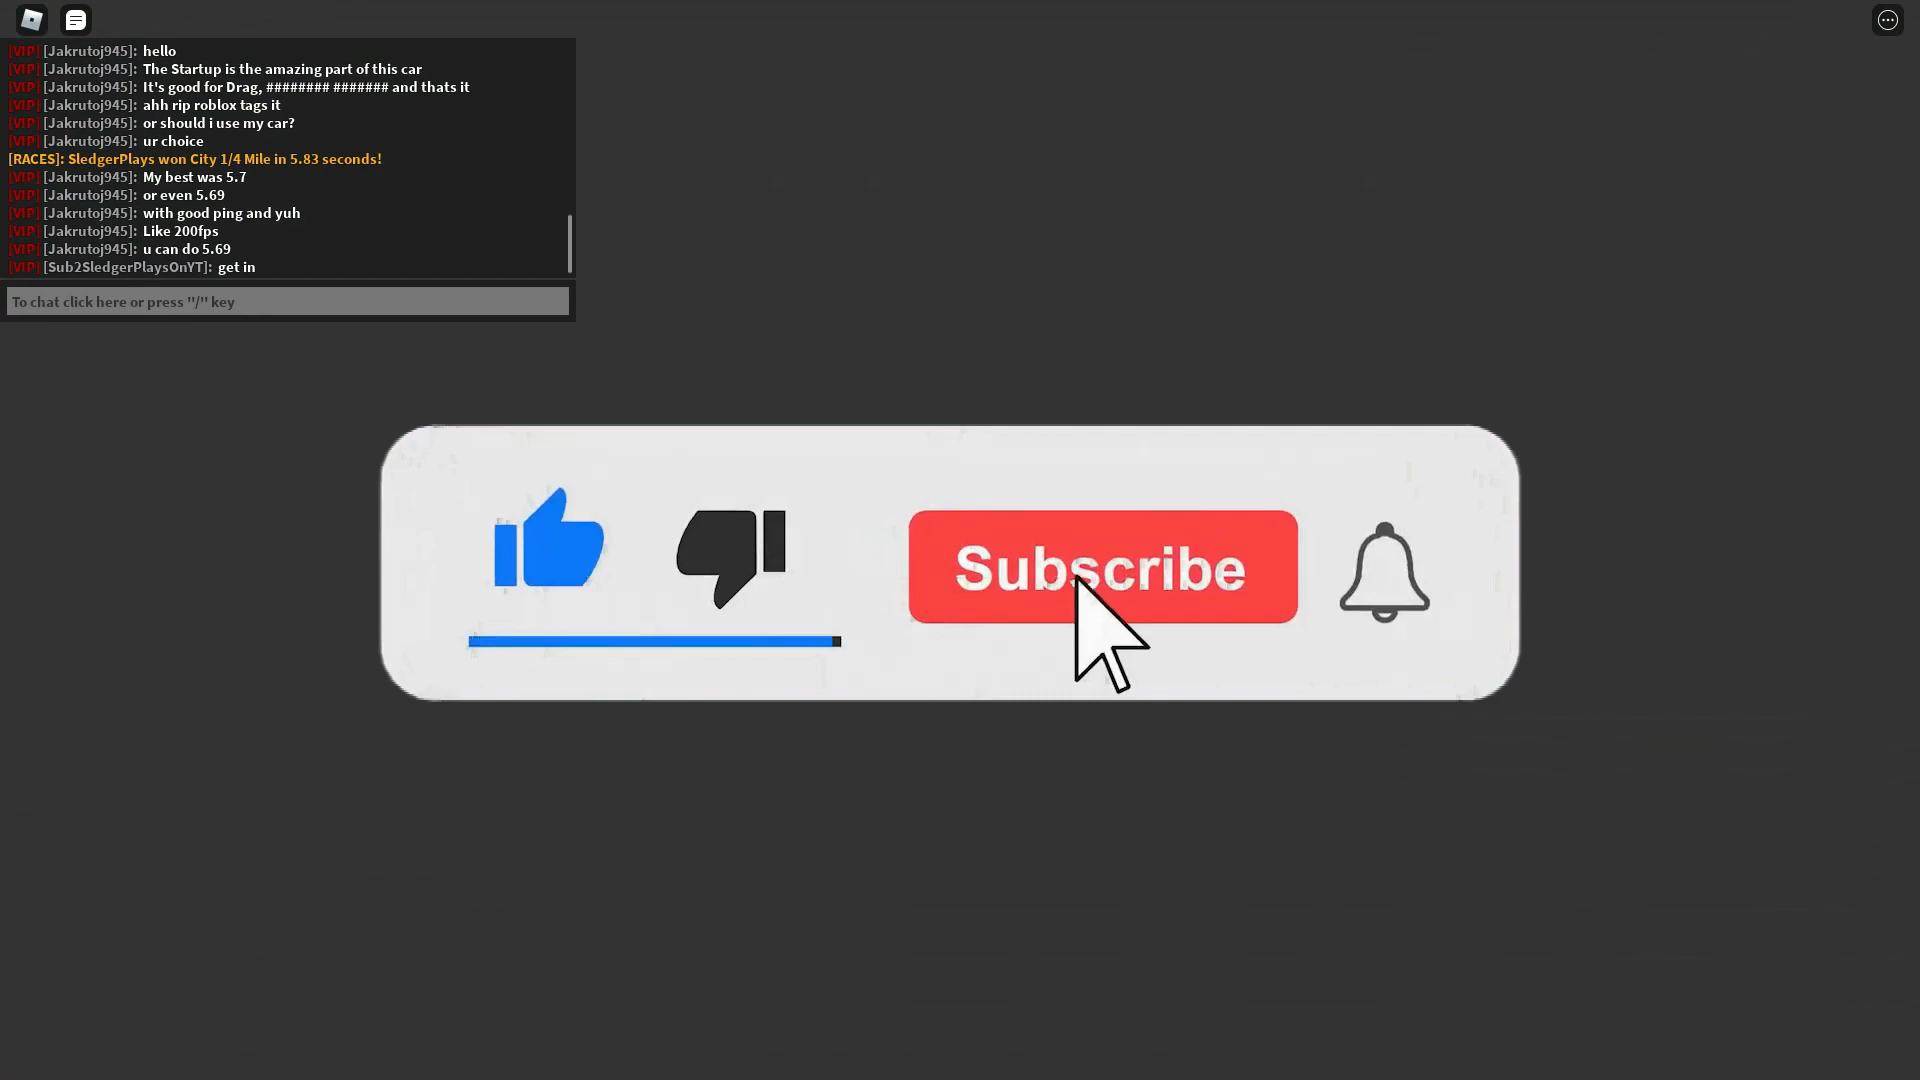 [VIP] [Jakrutoj945]: hello
[VIP] [Jakrutoj945]: The Startup is the amazing part of this car
[VIP] [Jakrutoj945]: It's good for Drag, ######## ####### and thats it
[VIP] [Jakrutoj945]: ahh rip roblox tags it
[VIP] [Jakrutoj945]: or should i use my car?
[VIP] [Jakrutoj945]: ur choice
[RACES]: SledgerPlays won City 1/4 Mile in 5.83 seconds!
[VIP] [Jakrutoj945]: My best was 5.7
[VIP] [Jakrutoj945]: or even 5.69
[VIP] [Jakrutoj945]: with good ping and yuh
[VIP] [Jakrutoj945]: Like 200fps
[VIP] [Jakrutoj945]: u can do 5.69
[VIP] [Sub2SledgerPlaysOnYT]: get in
To chat click here or press "/" key
Subscribe